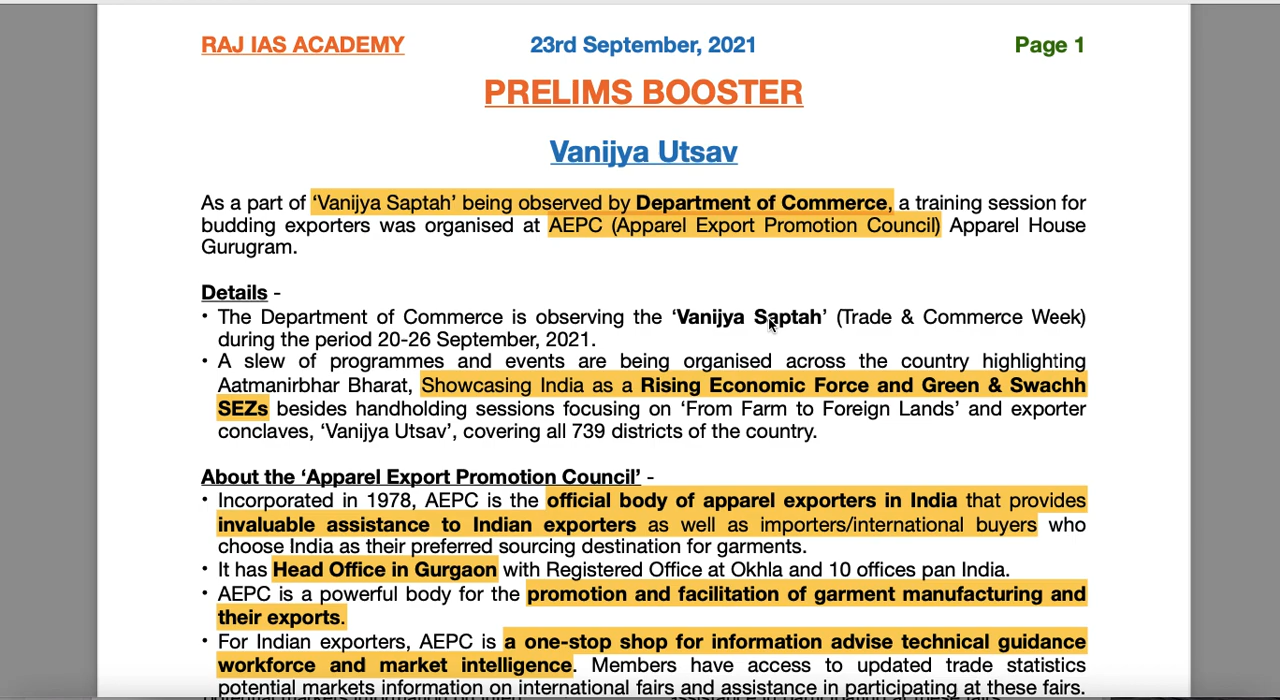 RAJ IAS ACADEMY 23rd September, 2021 Page 1
PRELIMS BOOSTER
Vanijya Utsav
As a part of ‘Vanijya Saptah’ being observed by Department of Commerce, a training session for
budding exporters was organised at AEPC (Apparel Export Promotion Council) Apparel House
Gurugram.
Details -
• The Department of Commerce is observing the ‘Vanijya Saptah’ (Trade & Commerce Week)
during the period 20-26 September, 2021.
• A slew of programmes and events are being organised across the country highlighting
Aatmanirbhar Bharat, Showcasing India as a Rising Economic Force and Green & Swachh
SEZs besides handholding sessions focusing on ‘From Farm to Foreign Lands’ and exporter
conclaves, ‘Vanijya Utsav’, covering all 739 districts of the country.
About the ‘Apparel Export Promotion Council’ -
• Incorporated in 1978, AEPC is the official body of apparel exporters in India that provides
invaluable assistance to Indian exporters as well as importers/international buyers who
choose India as their preferred sourcing destination for garments.
• It has Head Office in Gurgaon with Registered Office at Okhla and 10 offices pan India.
• AEPC is a powerful body for the promotion and facilitation of garment manufacturing and
their exports.
• For Indian exporters, AEPC is a one-stop shop for information advise technical guidance
workforce and market intelligence. Members have access to updated trade statistics
potential markets information on international fairs and assistance in participating at these fairs.